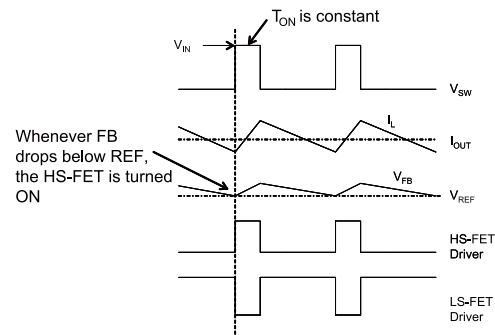 T_ON is constant
V_IN
V_SW
I_L
I_OUT
Whenever FB
drops below REF,
the HS-FET is turned
ON
V_FB
V_REF
HS-FET
Driver
LS-FET
Driver